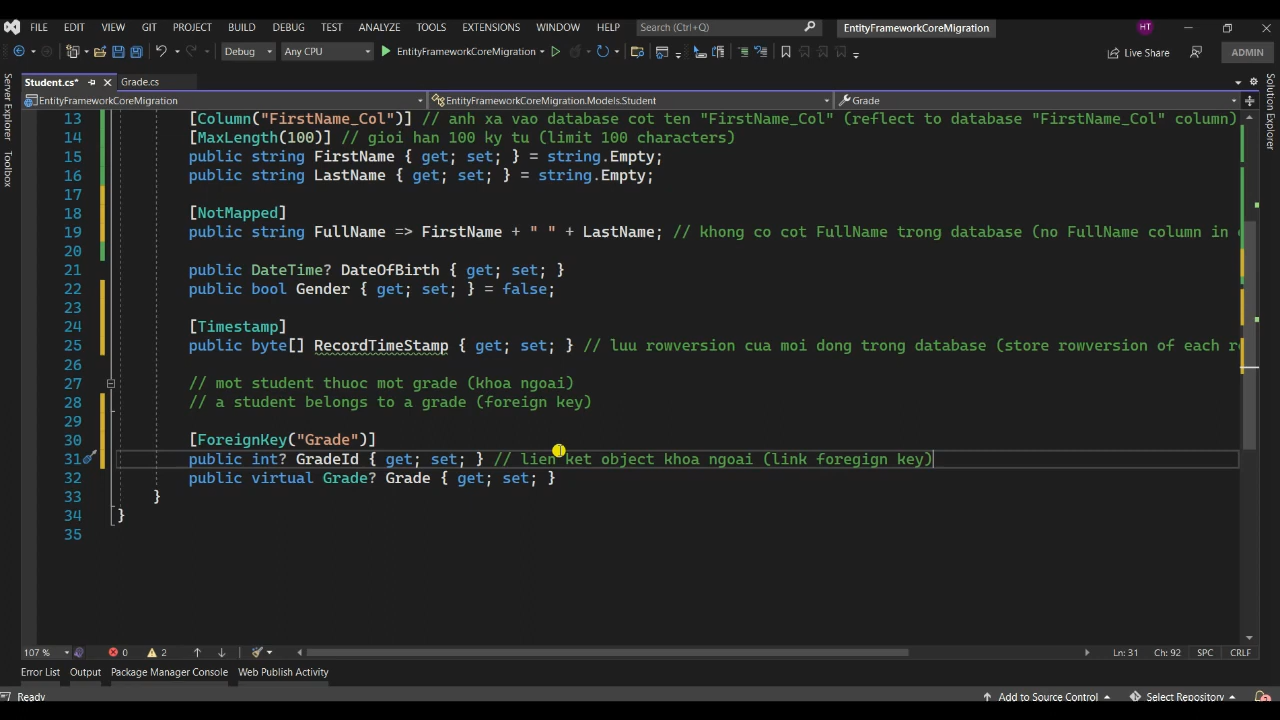 FILE EDIT VIEW GIT PROJECT BUILD DEBUG TEST ANALYZE TOOLS EXTENSIONS WINDOW HELP Search (Ctrl+Q) EntityFrameworkCoreMigration HT
Debug Any CPU EntityFrameworkCoreMigration Live Share ADMIN
Student.cs* Grade.cs
EntityFrameworkCoreMigration EntityFrameworkCoreMigration.Models.Student Grade
Server Explorer
Toolbox
Solution Explorer
13 [Column("FirstName_Col")] // anh xa vao database cot ten "FirstName_Col" (reflect to database "FirstName_Col" column)
14 [MaxLength(100)] // gioi han 100 ky tu (limit 100 characters)
15 public string FirstName { get; set; } = string.Empty;
16 public string LastName { get; set; } = string.Empty;
17
18 [NotMapped]
19 public string FullName => FirstName + " " + LastName; // khong co cot FullName trong database (no FullName column in
20
21 public DateTime? DateOfBirth { get; set; }
22 public bool Gender { get; set; } = false;
23
24 [Timestamp]
25 public byte[] RecordTimeStamp { get; set; } // luu rowversion cua moi dong trong database (store rowversion of each
26
27 // mot student thuoc mot grade (khoa ngoai)
28 // a student belongs to a grade (foreign key)
29
30 [ForeignKey("Grade")]
31 public int? GradeId { get; set; } // lien ket object khoa ngoai (link foregign key)
32 public virtual Grade? Grade { get; set; }
33 }
34 }
35
107 % 0 2 Ln: 31 Ch: 92 SPC CRLF
Error List Output Package Manager Console Web Publish Activity
Ready Add to Source Control Select Repository